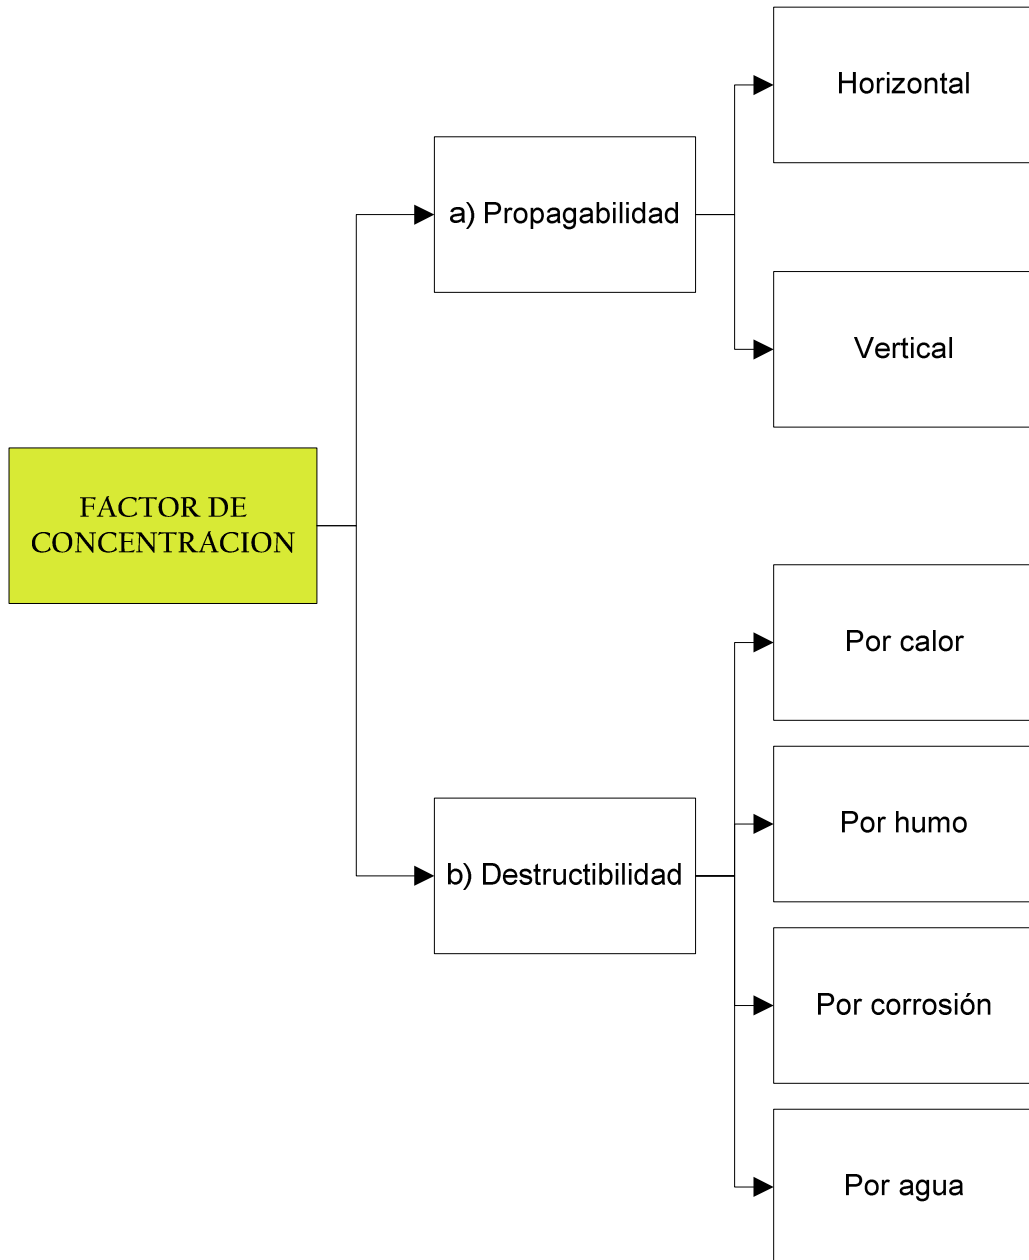 FACTOR DE
CONCENTRACION
a) Propagabilidad
Horizontal
Vertical
b) Destructibilidad
Por calor
Por humo
Por corrosión
Por agua